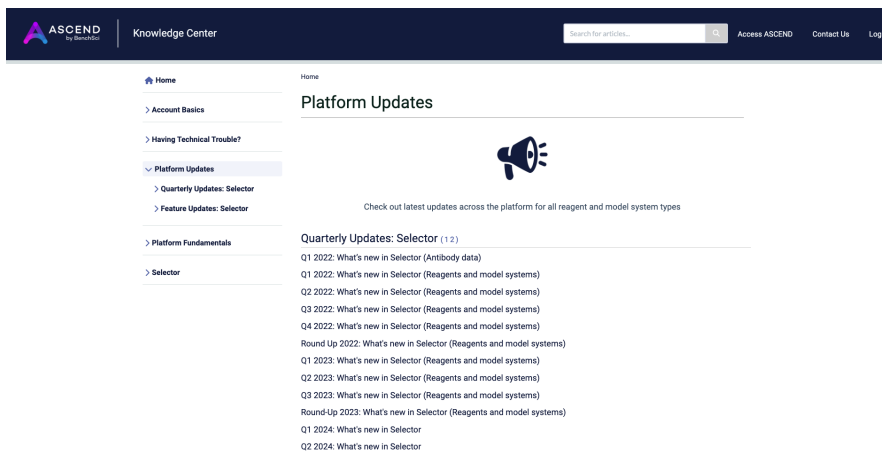 ASCEND
by BenchSci
Knowledge Center
Search for articles...
Access ASCEND
Contact Us
Log
Home
Account Basics
Having Technical Trouble?
Platform Updates
Quarterly Updates: Selector
Feature Updates: Selector
Platform Fundamentals
Selector
Home
Platform Updates
Check out latest updates across the platform for all reagent and model system types
Quarterly Updates: Selector (12)
Q1 2022: What's new in Selector (Antibody data)
Q1 2022: What's new in Selector (Reagents and model systems)
Q2 2022: What's new in Selector (Reagents and model systems)
Q3 2022: What's new in Selector (Reagents and model systems)
Q4 2022: What's new in Selector (Reagents and model systems)
Round Up 2022: What's new in Selector (Reagents and model systems)
Q1 2023: What's new in Selector (Reagents and model systems)
Q2 2023: What's new in Selector (Reagents and model systems)
Q3 2023: What's new in Selector (Reagents and model systems)
Round-Up 2023: What's new in Selector (Reagents and model systems)
Q1 2024: What's new in Selector
Q2 2024: What's new in Selector